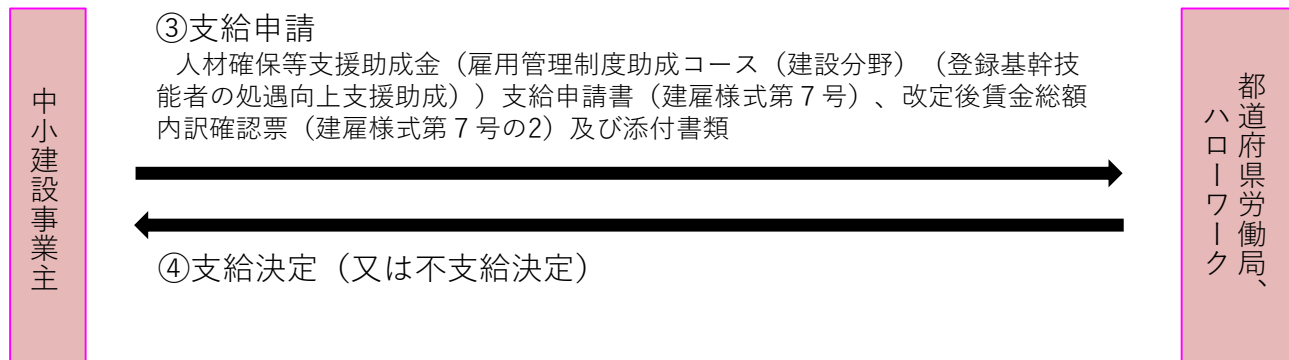 中小建設事業主
③支給申請
人材確保等支援助成金（雇用管理制度助成コース（建設分野）（登録基幹技
能者の処遇向上支援助成））支給申請書（建雇様式第７号）、改定後賃金総額
内訳確認票（建雇様式第７号の2）及び添付書類
④支給決定（又は不支給決定）
都道府県労働局、
ハローワーク